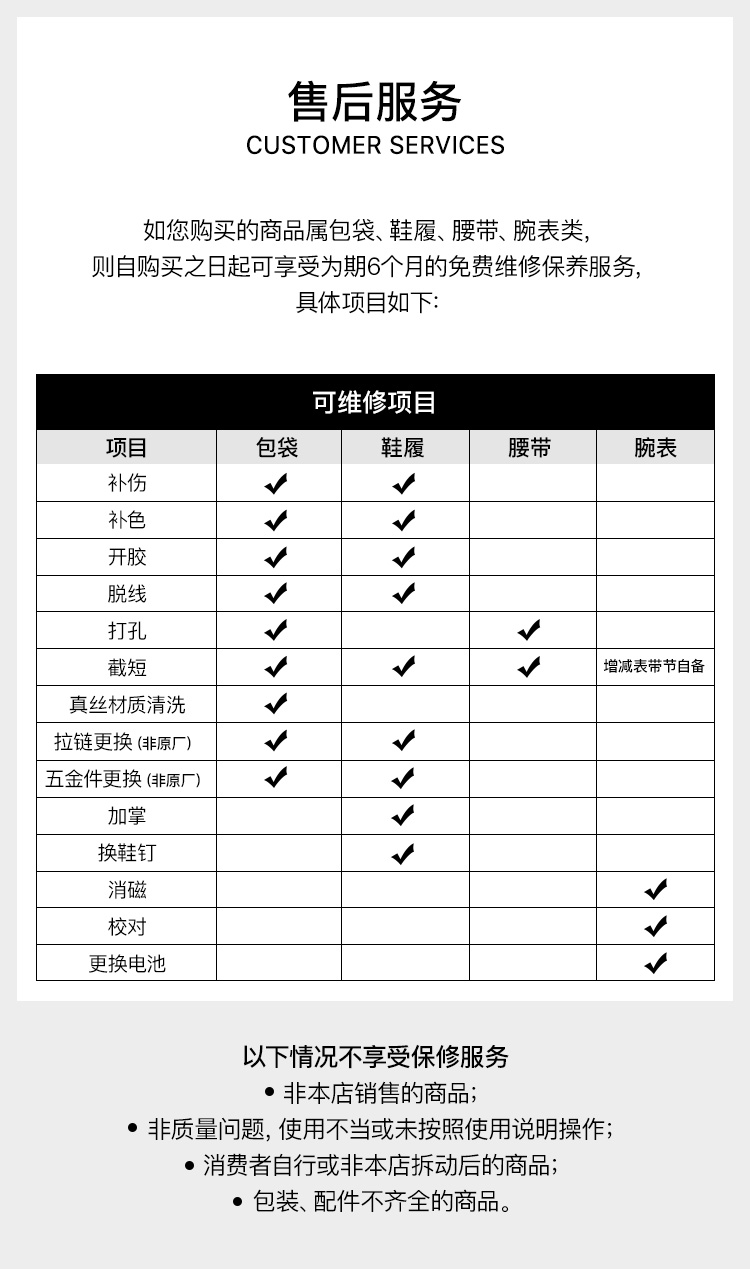 售后服务
CUSTOMER SERVICES
如您购买的商品属包袋、鞋履、腰带、腕表类,
则自购买之日起可享受为期6个月的免费维修保养服务,
具体项目如下:
可维修项目
项目 包袋 鞋履 腰带 腕表
补伤 ✔ ✔
补色 ✔ ✔
开胶 ✔ ✔
脱线 ✔ ✔
打孔 ✔ ✔
截短 ✔ ✔ ✔ 增减表带节自备
真丝材质清洗 ✔
拉链更换 (非原厂) ✔ ✔
五金件更换 (非原厂) ✔ ✔
加掌 ✔
换鞋钉 ✔
消磁 ✔
校对 ✔
更换电池 ✔
以下情况不享受保修服务
• 非本店销售的商品;
• 非质量问题, 使用不当或未按照使用说明操作;
• 消费者自行或非本店拆动后的商品;
• 包装、配件不齐全的商品。